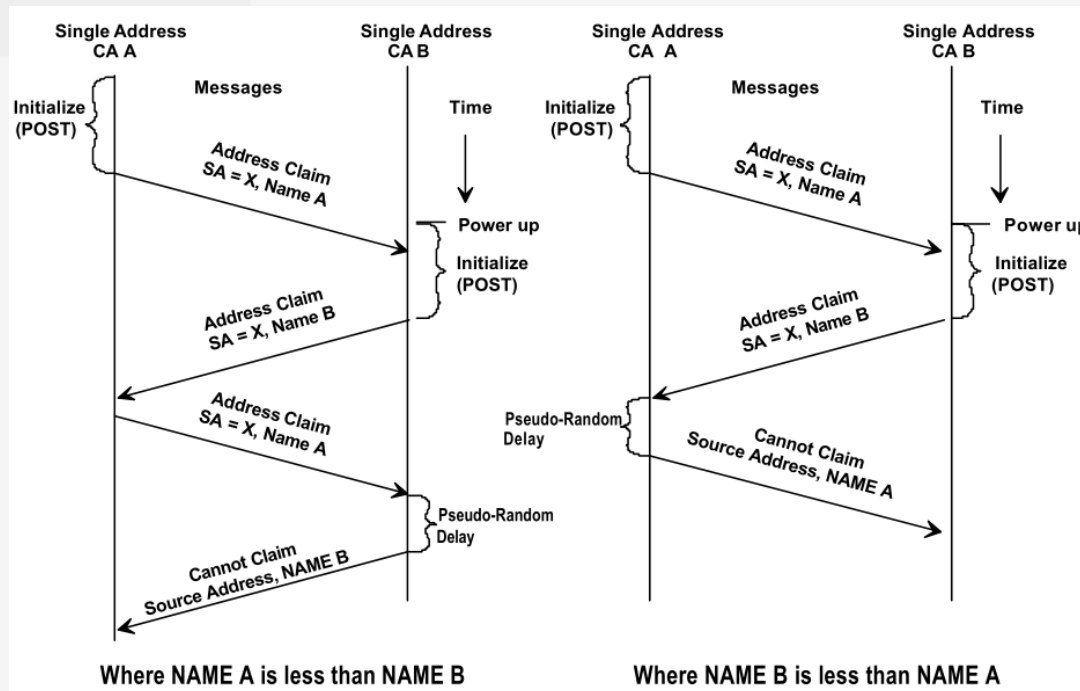 Single Address
CA A
Single Address
CA B
Messages
Initialize
(POST)
Time
Address Claim
SA = X, Name A
Power up
Initialize
(POST)
Address Claim
SA = X, Name B
Address Claim
SA = X, Name A
Pseudo-Random
Delay
Cannot Claim
Source Address, NAME B
Where NAME A is less than NAME B
Single Address
CA A
Single Address
CA B
Messages
Initialize
(POST)
Time
Address Claim
SA = X, Name A
Power up
Initialize
(POST)
Address Claim
SA = X, Name B
Pseudo-Random
Delay
Cannot Claim
Source Address, NAME A
Where NAME B is less than NAME A